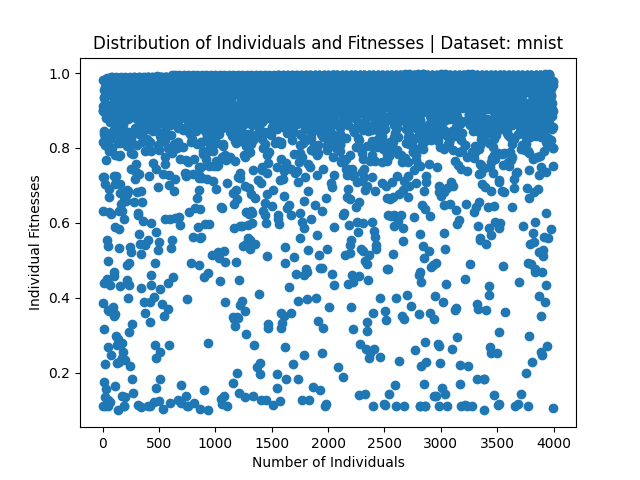 Distribution of Individuals and Fitnesses | Dataset: mnist
1.0
0.8
0.6
0.4
0.2
Individual Fitnesses
0 500 1000 1500 2000 2500 3000 3500 4000
Number of Individuals